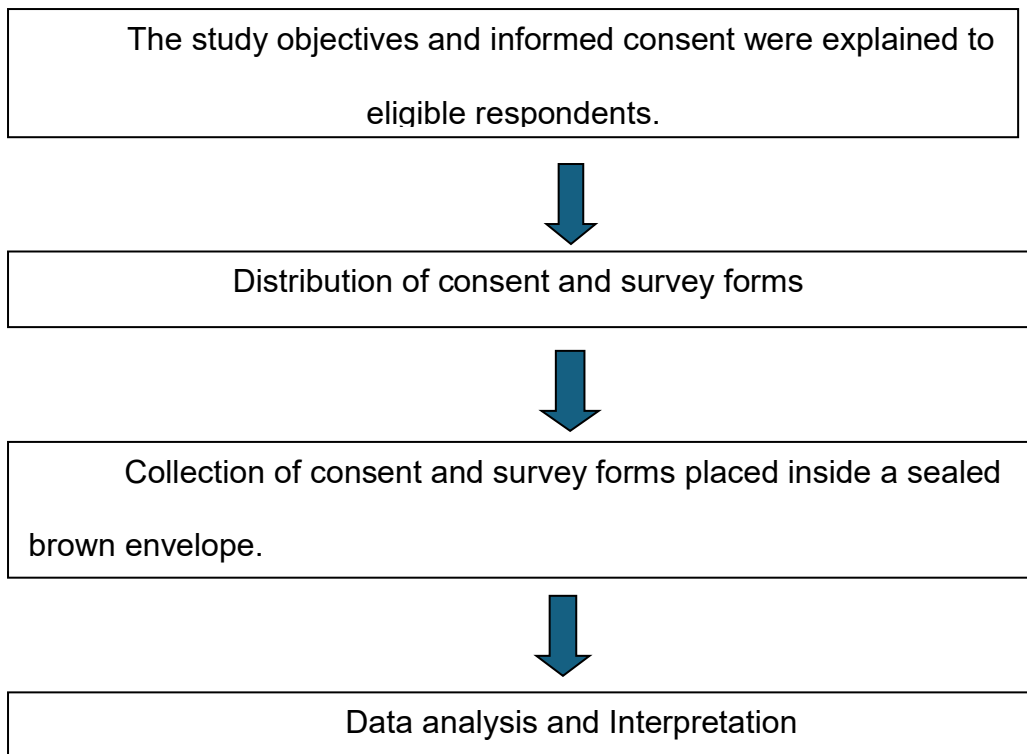 The study objectives and informed consent were explained to
eligible respondents.
Distribution of consent and survey forms
Collection of consent and survey forms placed inside a sealed
brown envelope.
Data analysis and Interpretation